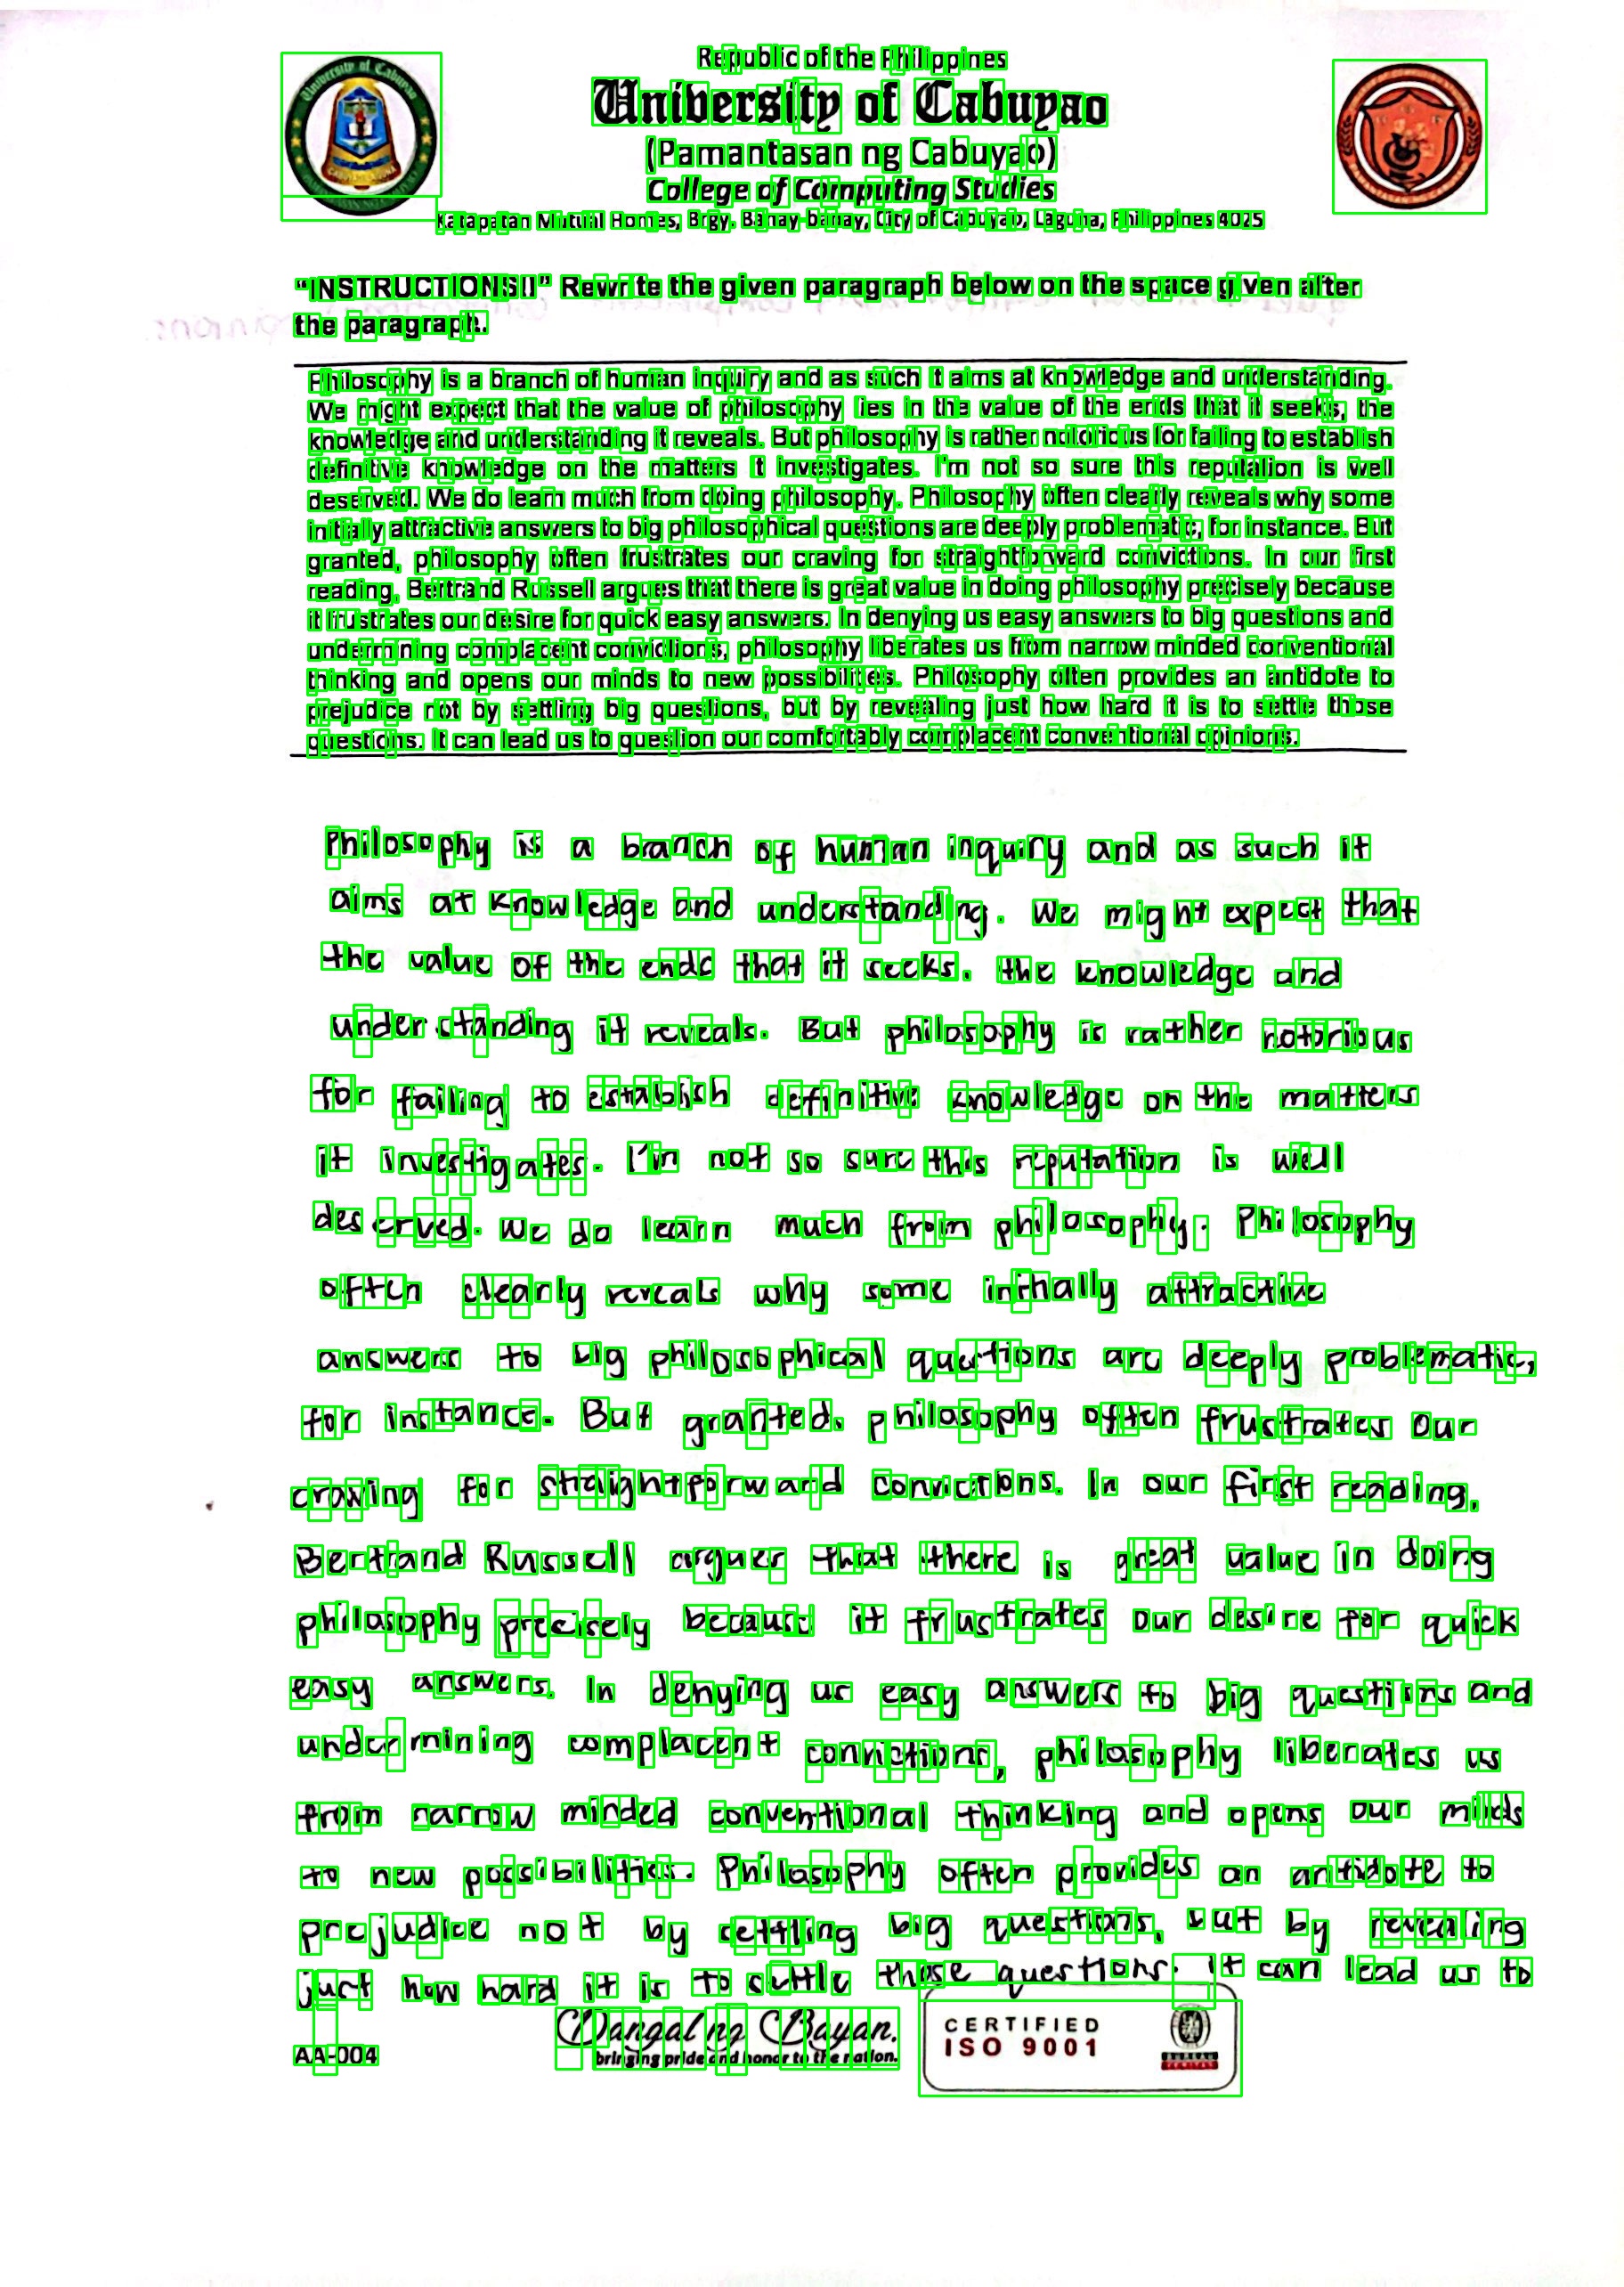 Republic of the Philippines
University of Cabuyao
(Pamantasan ng Cabuyao)
College of Computing Studies
Katapatan Mutual Homes, Brgy. Banay-banay, City of Cabuyao, Laguna, Philippines 4025
“INSTRUCTIONS!!” Rewrite the given paragraph below on the space given after
the paragraph.
Philosophy is a branch of human inquiry and as such it aims at knowledge and understanding.
We might expect that the value of philosophy lies in the value of the ends that it seeks, the
knowledge and understanding it reveals. But philosophy is rather notorious for failing to establish
definitive knowledge on the matters it investigates. I'm not so sure this reputation is well
deserved. We do learn much from doing philosophy. Philosophy often clearly reveals why some
initially attractive answers to big philosophical questions are deeply problematic, for instance. But
granted, philosophy often frustrates our craving for straightforward convictions. In our first
reading, Bertrand Russell argues that there is great value in doing philosophy precisely because
it frustrates our desire for quick easy answers. In denying us easy answers to big questions and
undermining complacent convictions, philosophy liberates us from narrow minded conventional
thinking and opens our minds to new possibilities. Philosophy often provides an antidote to
prejudice not by settling big questions, but by revealing just how hard it is to settle those
questions. It can lead us to question our comfortably complacent conventional opinions.
Philosophy is a branch of human inquiry and as such it
aims at knowledge and understanding. We might expect that
the value of the ends that it seeks. the knowledge and
understanding it reveals. But philosophy is rather notorious
for failing to establish definitive knowledge on the matters
it investigates. I'm not so sure this reputation is well
deserved. We do learn much from philosophy. Philosophy
often clearly reveals why some initially attractive
answers to big philosophical questions are deeply problematic,
for instance. But granted, philosophy often frustrates our
craving for straightforward convictions. In our first reading,
Bertrand Russell argues that there is great value in doing
philosophy precisely because it frustrates our desire for quick
easy answers. In denying us easy answers to big questions and
undermining complacent convictions, philosophy liberates us
from narrow minded conventional thinking and opens our minds
to new possibilities. Philosophy often provides an antidote to
prejudice not by settling big questions, but by revealing
just how hard it is to settle those questions. It can lead us to
Dangal ng Bayan.
bringing pride and honor to the nation.
AA-004
CERTIFIED
ISO 9001
BUREAU
VERITAS